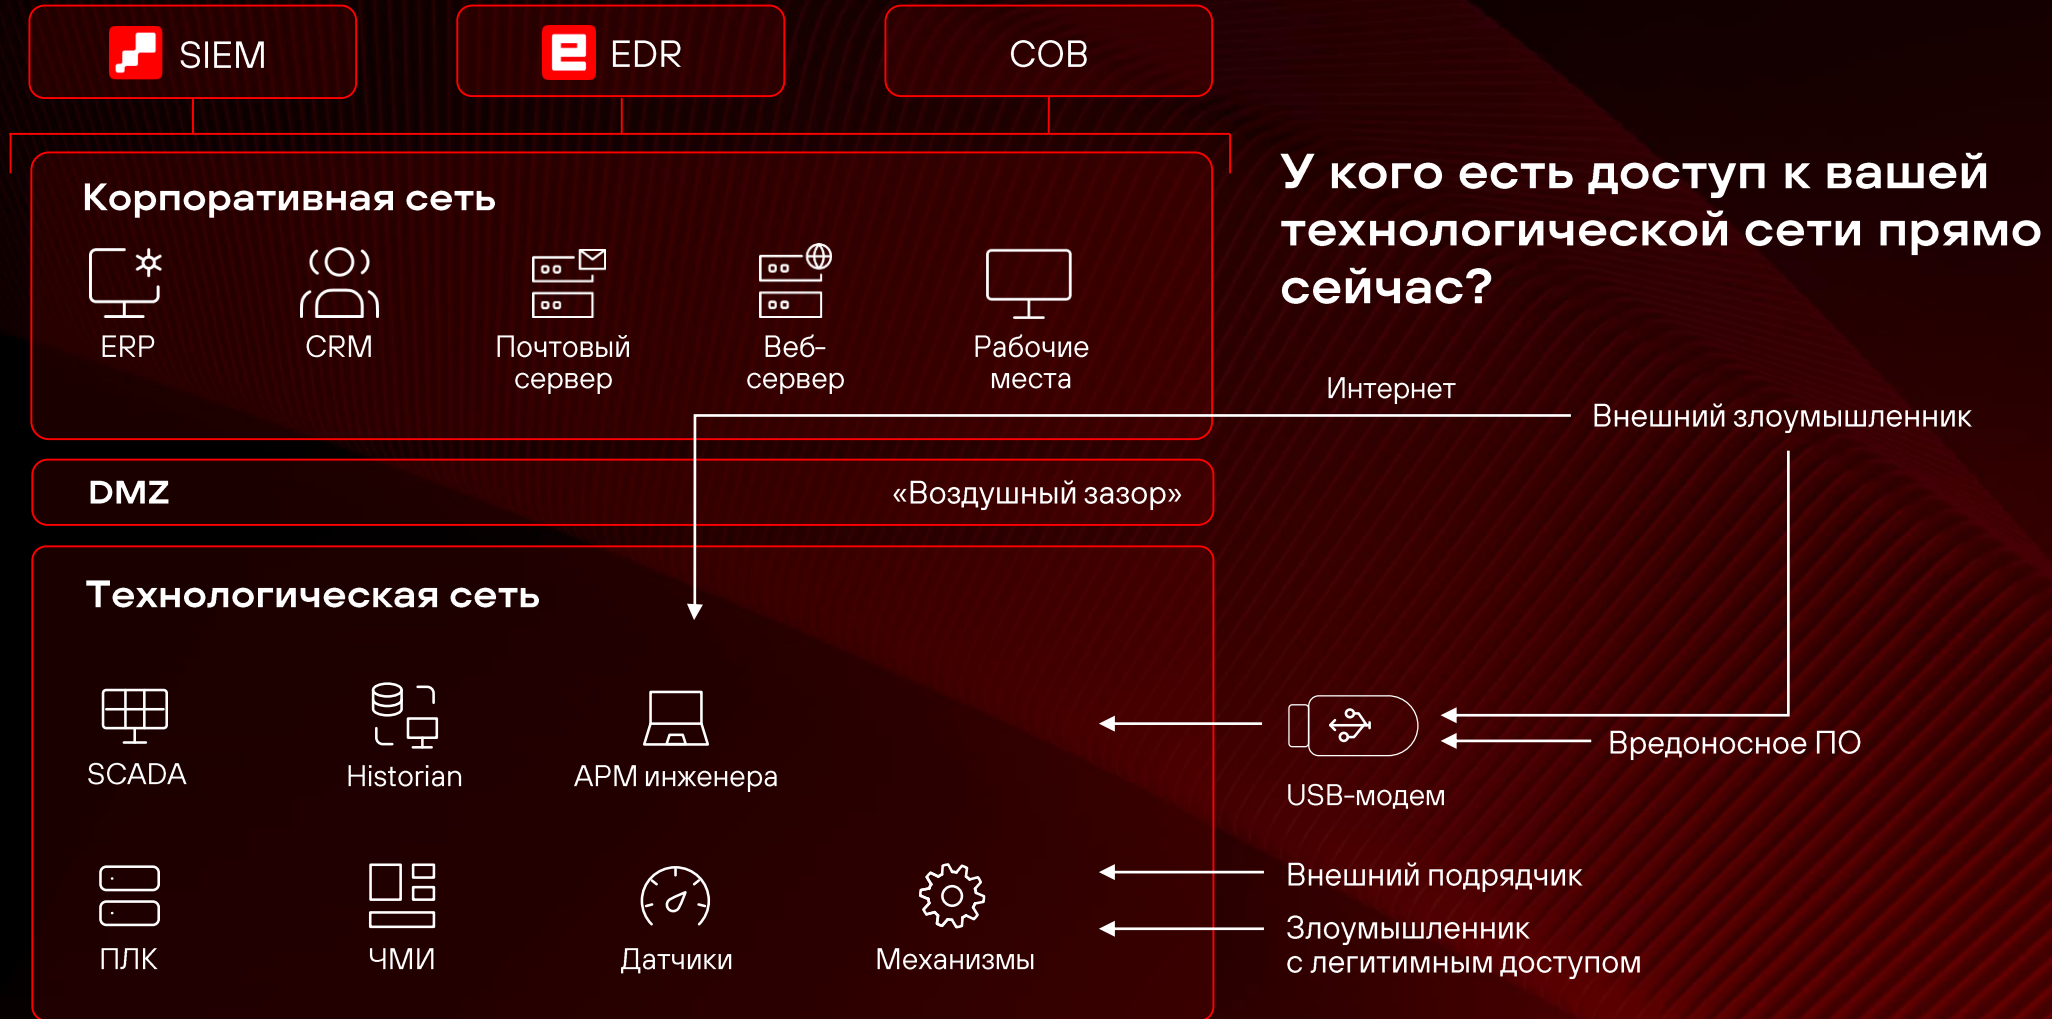 SIEM
EDR
СОВ
У кого есть доступ к вашей
технологической сети прямо
сейчас?
Корпоративная сеть
ERP
CRM
Почтовый
сервер
Веб-
сервер
Рабочие
места
Интернет
Внешний злоумышленник
DMZ
«Воздушный зазор»
Технологическая сеть
SCADA
Historian
АРМ инженера
USB-модем
Вредоносное ПО
ПЛК
ЧМИ
Датчики
Механизмы
Внешний подрядчик
Злоумышленник
с легитимным доступом